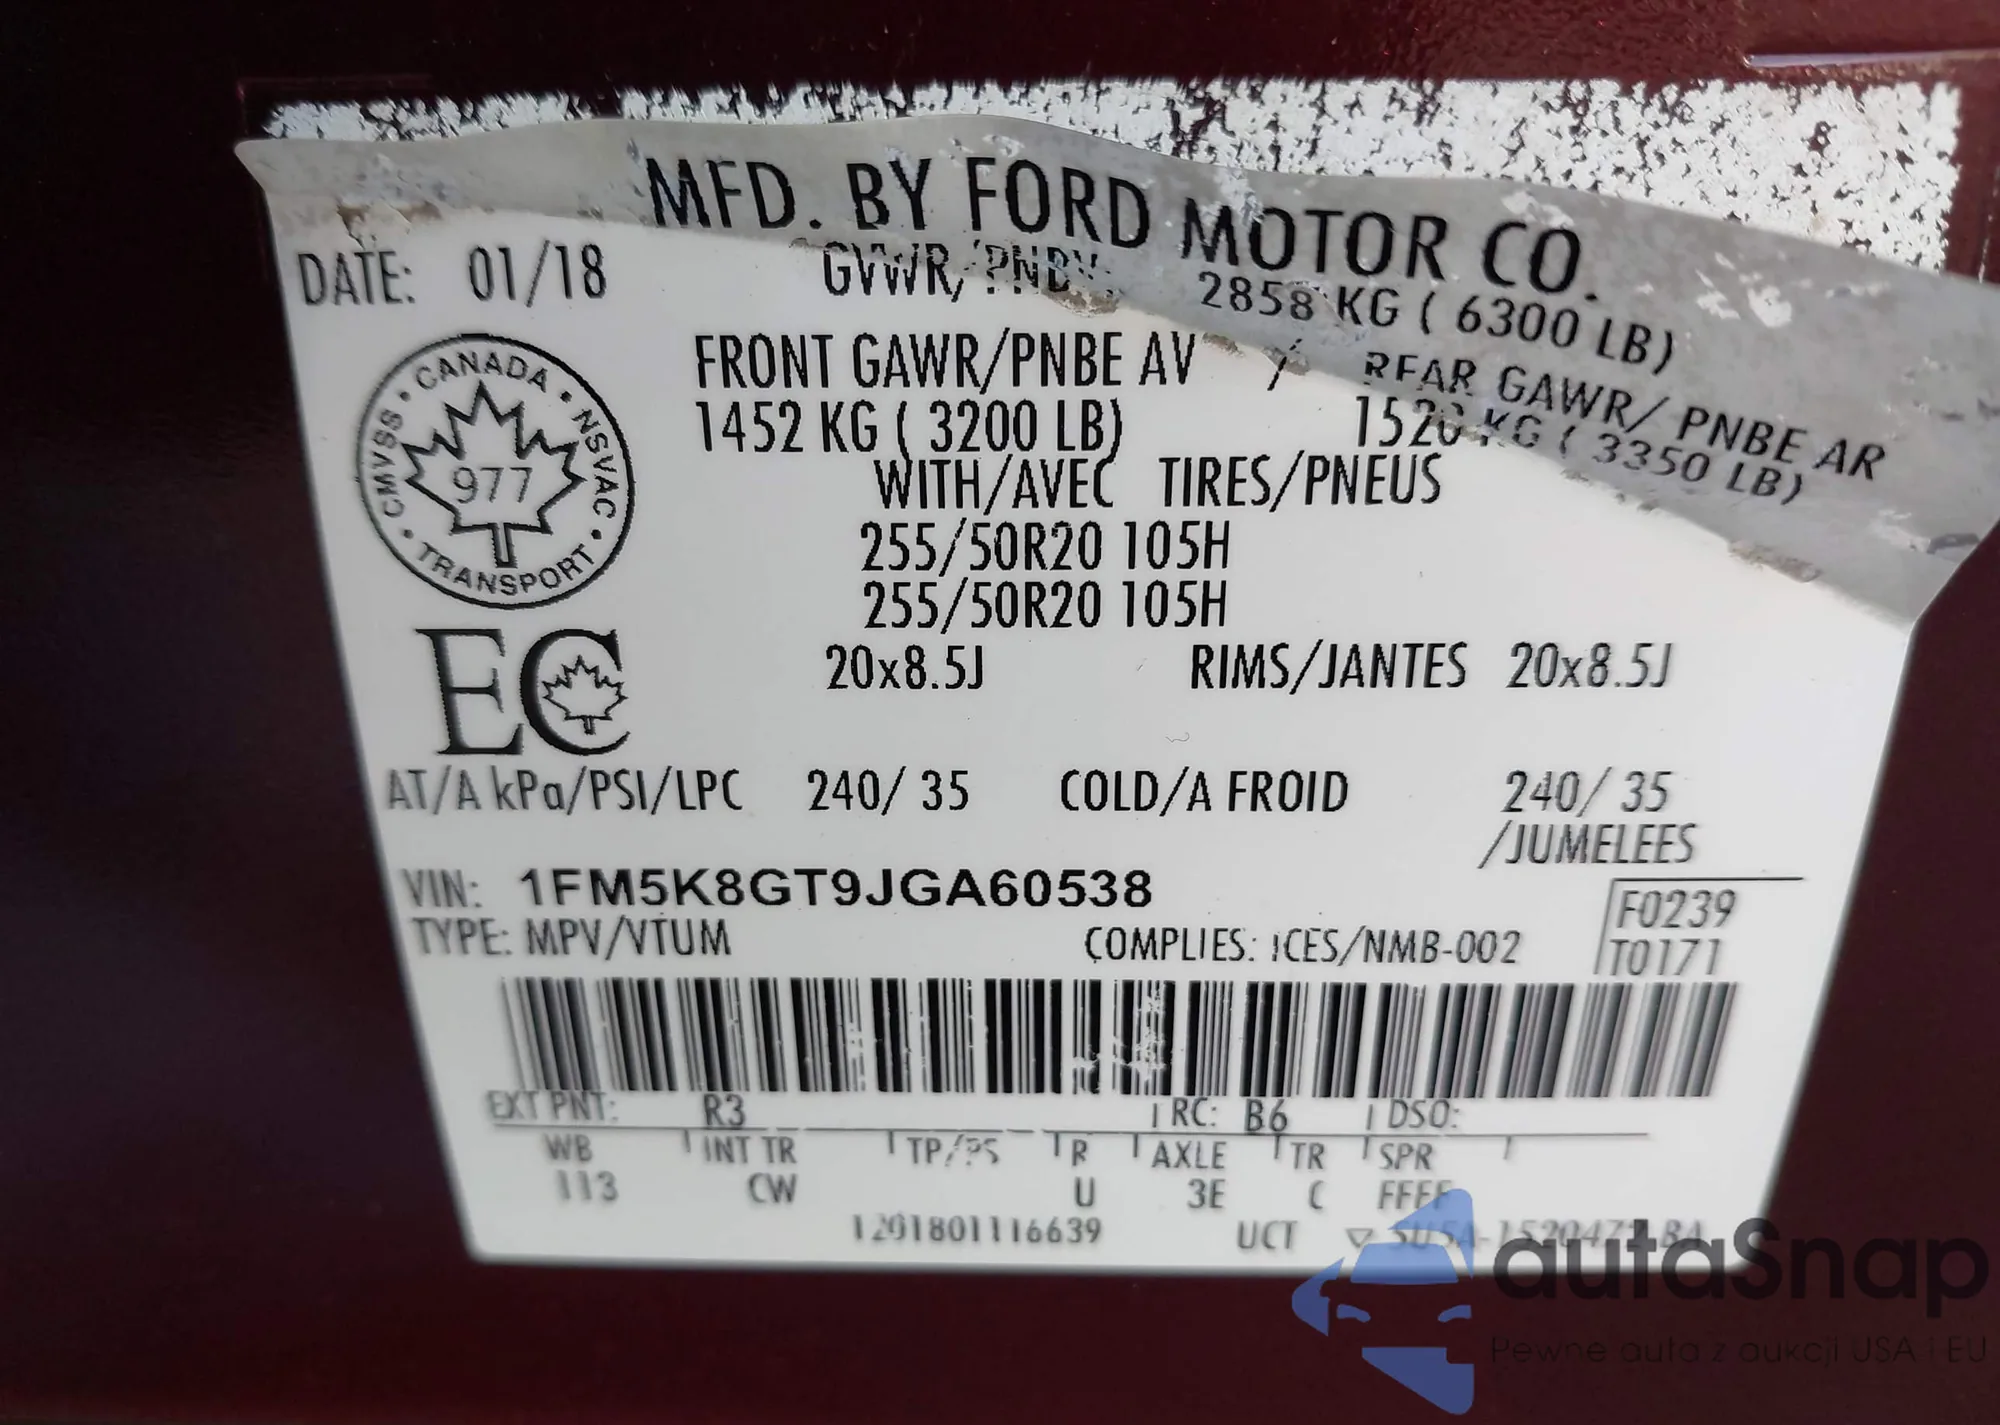 MFD. BY FORD MOTOR CO.
DATE: 01/18 GVWR/PNBV: 2858 KG ( 6300 LB)
FRONT GAWR/PNBE AV / REAR GAWR/ PNBE AR
1452 KG ( 3200 LB) 1520 KG ( 3350 LB)
WITH/AVEC TIRES/PNEUS
255/50R20 105H
255/50R20 105H
20x8.5J RIMS/JANTES 20x8.5J
CANADA
CMVSS • NSVAC
977
TRANSPORT
EC
AT/A kPa/PSI/LPC 240/ 35 COLD/A FROID 240/ 35
/JUMELEES
VIN: 1FM5K8GT9JGA60538
F0239
TYPE: MPV/VTUM COMPLIES: ICES/NMB-002
T0171
EXT PNT: R3 RC: B6 DSO:
WB INT TR TP/PS R AXLE TR SPR
113 CW U 3E C FFFF
1201801116639 UCT SU5A-1520472-BA
autaSnap
Pewne auta z aukcji USA i EU